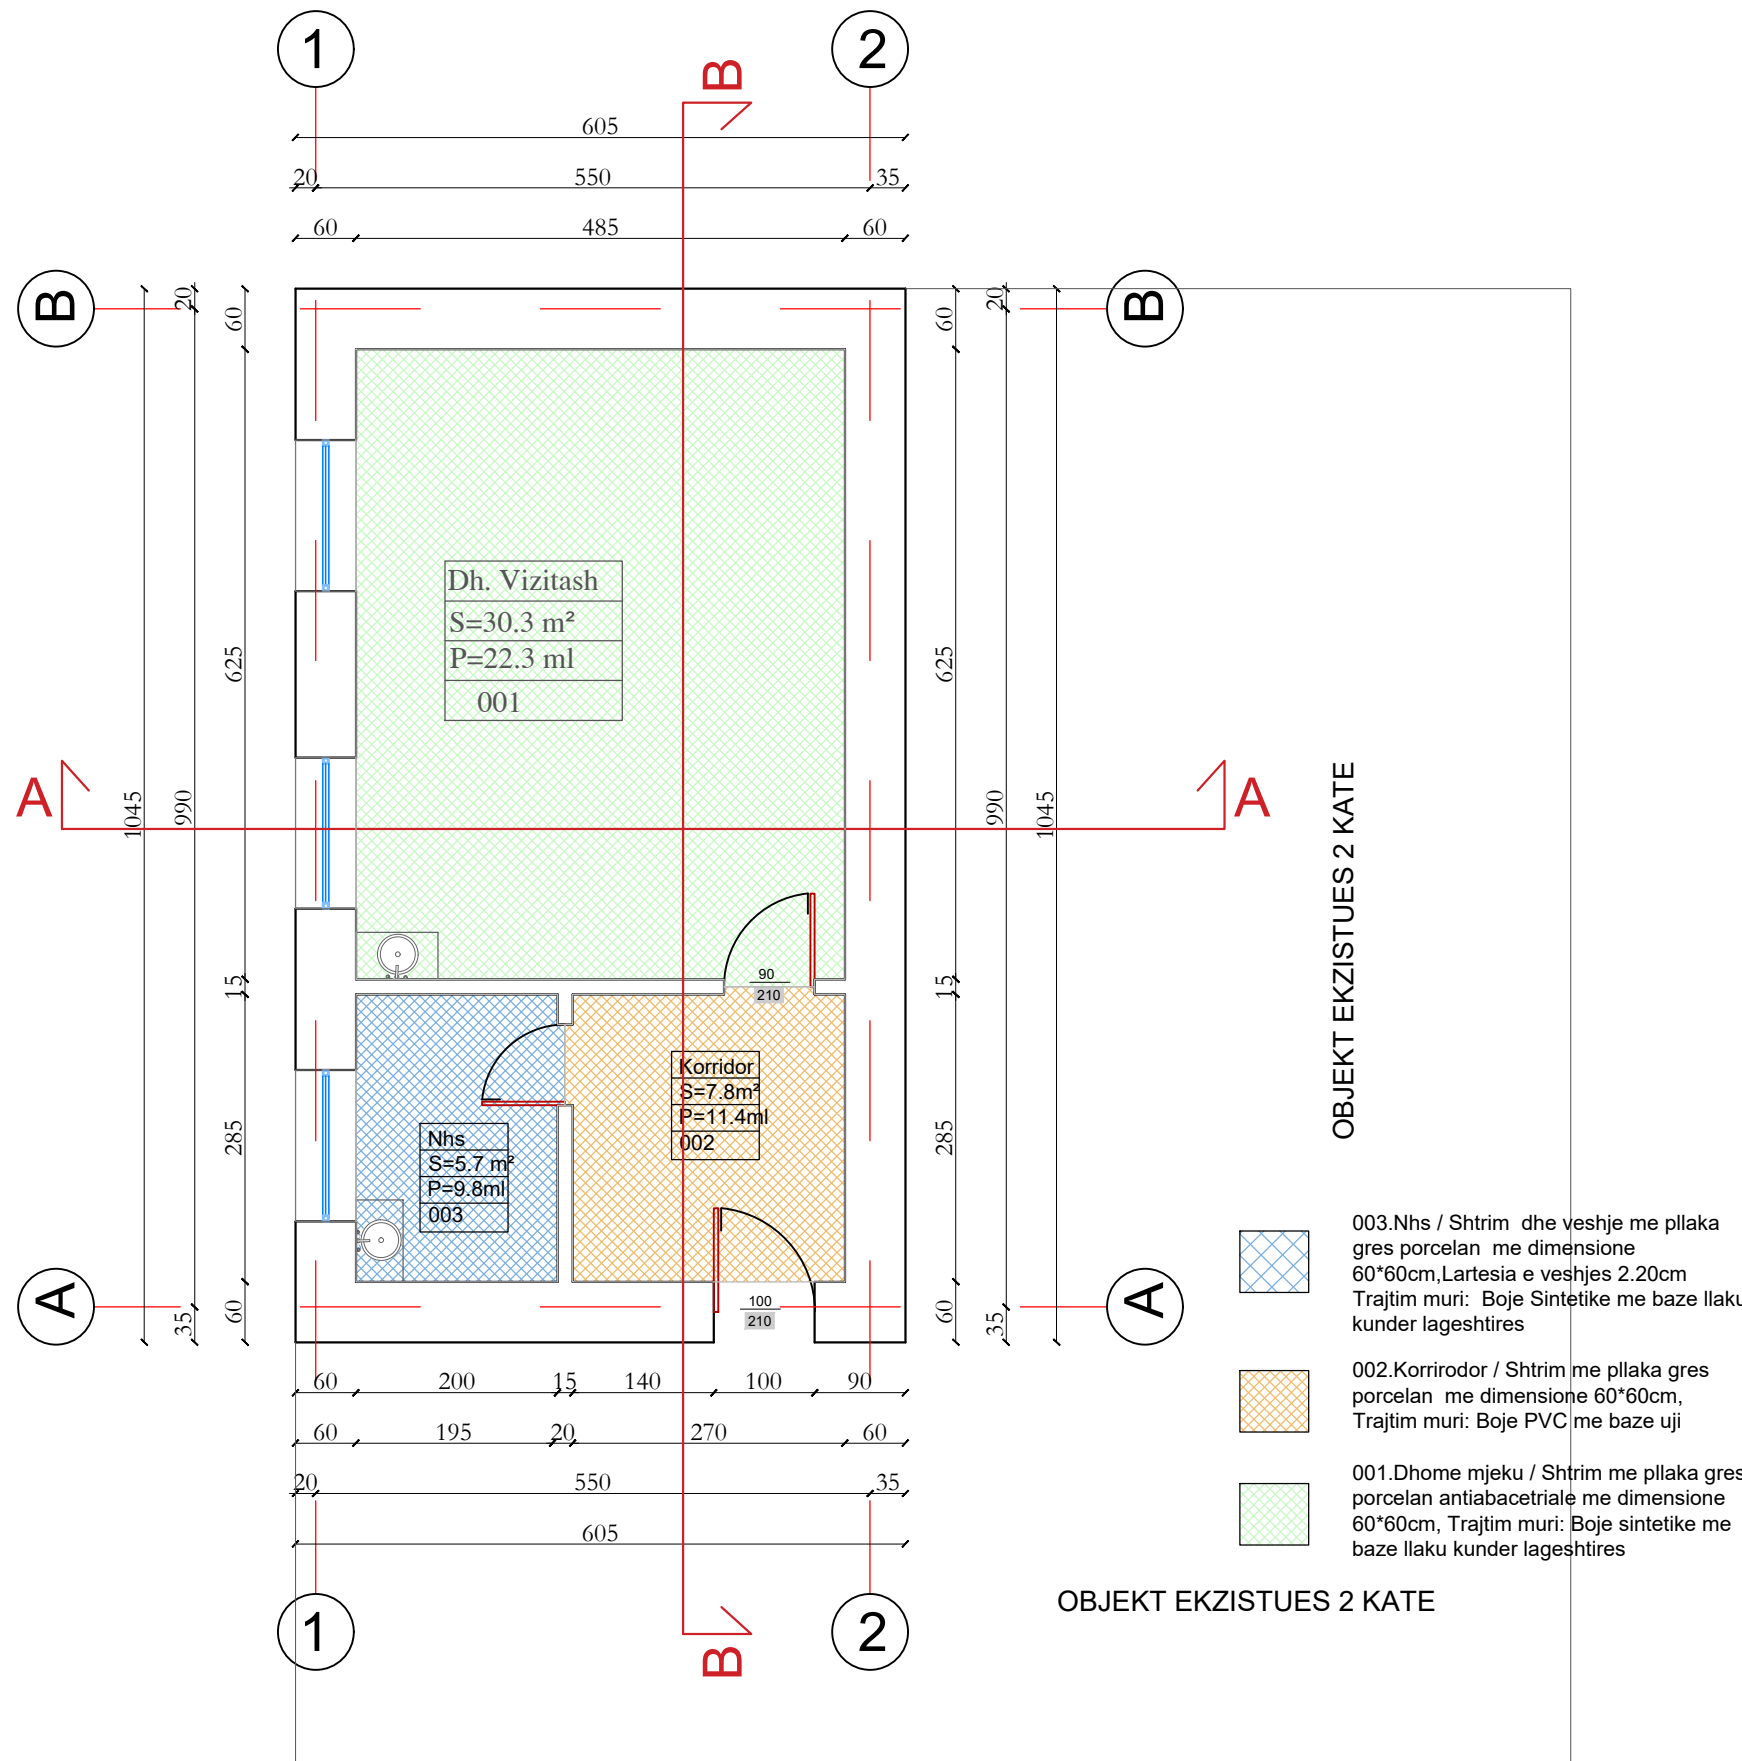 1
2
B
605
20
550
35
60
485
60
B
B
20
60
60
20
Dh. Vizitash
S=30.3 m²
P=22.3 ml
001
625
625
A
A
1045
990
990
1045
OBJEKT EKZISTUES 2 KATE
90
210
15
15
Korridor
S=7.8m²
P=11.4ml
002
Nhs
S=5.7 m²
P=9.8ml
003
285
285
A
A
100
210
35
60
60
35
60
200
15
140
100
90
60
195
20
270
60
20
550
35
605
003.Nhs / Shtrim dhe veshje me pllaka
gres porcelan me dimensione
60*60cm,Lartesia e veshjes 2.20cm
Trajtim muri: Boje Sintetike me baze llaku
kunder lageshtires
002.Korrirodor / Shtrim me pllaka gres
porcelan me dimensione 60*60cm,
Trajtim muri: Boje PVC me baze uji
001.Dhome mjeku / Shtrim me pllaka gres
porcelan antiabacetriale me dimensione
60*60cm, Trajtim muri: Boje sintetike me
baze llaku kunder lageshtires
OBJEKT EKZISTUES 2 KATE
1
2
B